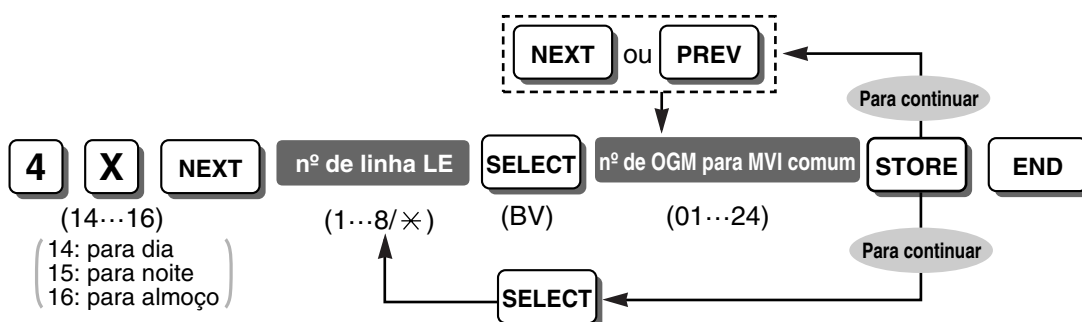 NEXT ou PREV
Para continuar
4 X NEXT nº de linha LE SELECT nº de OGM para MVI comum STORE END
(14···16) (1···8/✳) (BV) (01···24)
14: para dia
15: para noite
16: para almoço
Para continuar
SELECT